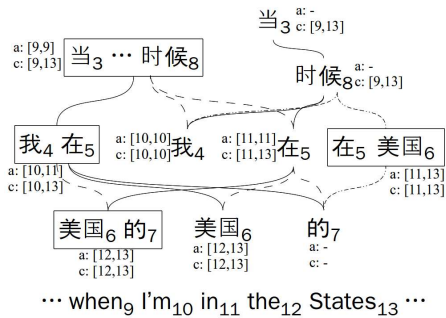 当3 a: -
c: [9,13]
a: [9,9]
c: [9,13]
当3 … 时候8
时候8 a: -
c: [9,13]
我4 在5
a: [10,11]
c: [10,13]
a: [10,10]
c: [10,10]
我4
a: [11,11]
c: [11,13]
在5
在5 美国6
a: [11,13]
c: [11,13]
美国6 的7
a: [12,13]
c: [12,13]
美国6
a: [12,13]
c: [12,13]
的7
a: -
c: -
… when9 I'm10 in11 the12 States13 …